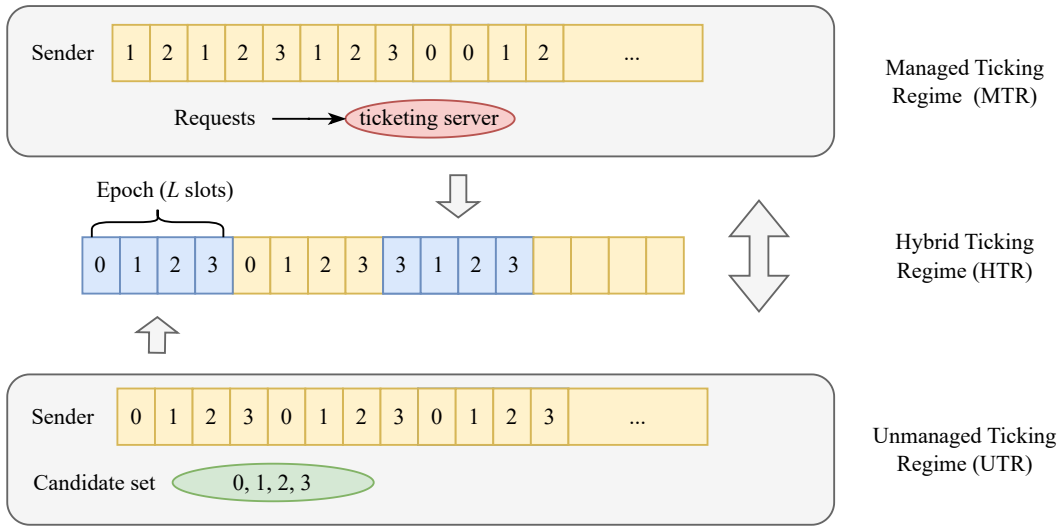 Sender 1 2 1 2 3 1 2 3 0 0 1 2 ...
Requests ticketing server
Managed Ticking
Regime (MTR)
Epoch (L slots)
0 1 2 3 0 1 2 3 3 1 2 3
Hybrid Ticking
Regime (HTR)
Sender 0 1 2 3 0 1 2 3 0 1 2 3 ...
Candidate set 0, 1, 2, 3
Unmanaged Ticking
Regime (UTR)